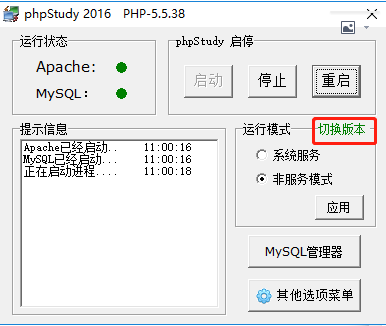 phpStudy 2016 PHP-5.5.38
运行状态
Apache:
MySQL:
phpStudy 启停
启动
停止
重启
提示信息
Apache已经启动.. 11:00:16
MySQL已经启动... 11:00:16
正在启动进程.... 11:00:18
运行模式
切换版本
系统服务
非服务模式
应用
MySQL管理器
其他选项菜单